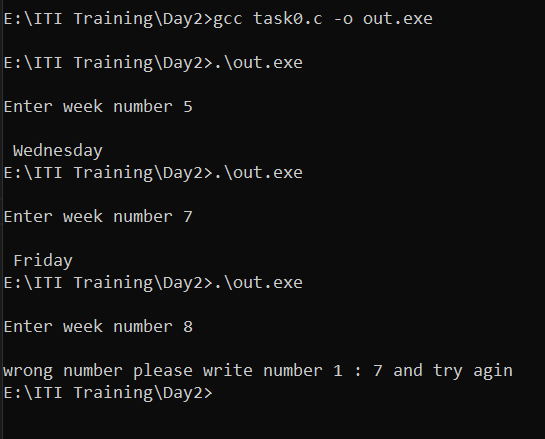 E:\ITI Training\Day2>gcc task0.c -o out.exe
E:\ITI Training\Day2>.\out.exe
Enter week number 5
Wednesday
E:\ITI Training\Day2>.\out.exe
Enter week number 7
Friday
E:\ITI Training\Day2>.\out.exe
Enter week number 8
wrong number please write number 1 : 7 and try agin
E:\ITI Training\Day2>